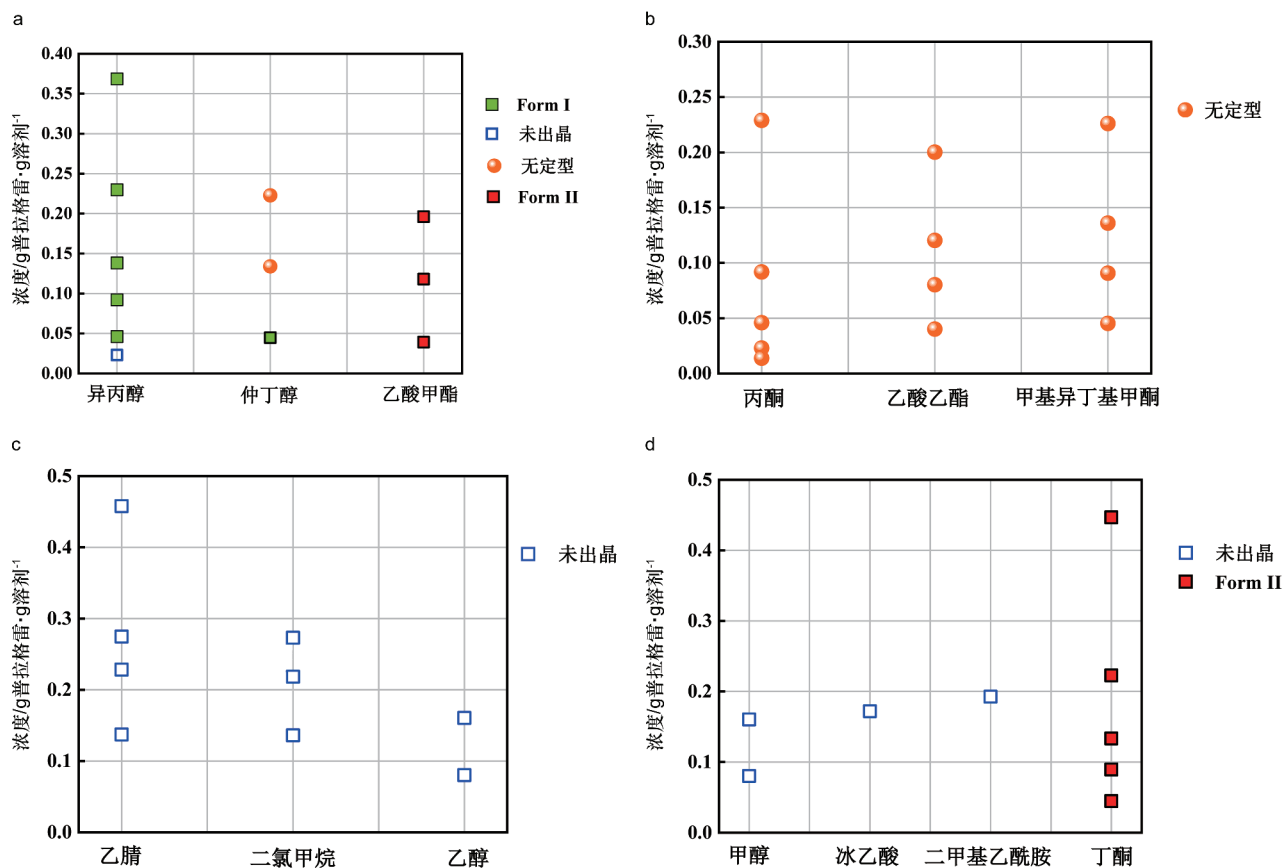 a
浓度/g普拉格雷·g溶剂-1
0.40
0.35
0.30
0.25
0.20
0.15
0.10
0.05
0.00
异丙醇
仲丁醇
乙酸甲酯
Form I
未出晶
无定型
Form II
b
浓度/g普拉格雷·g溶剂-1
0.30
0.25
0.20
0.15
0.10
0.05
0.00
丙酮
乙酸乙酯
甲基异丁基甲酮
无定型
c
浓度/g普拉格雷·g溶剂-1
0.5
0.4
0.3
0.2
0.1
0.0
乙腈
二氯甲烷
乙醇
未出晶
d
浓度/g普拉格雷·g溶剂-1
0.5
0.4
0.3
0.2
0.1
0.0
甲醇
冰乙酸
二甲基乙酰胺
丁酮
未出晶
Form II